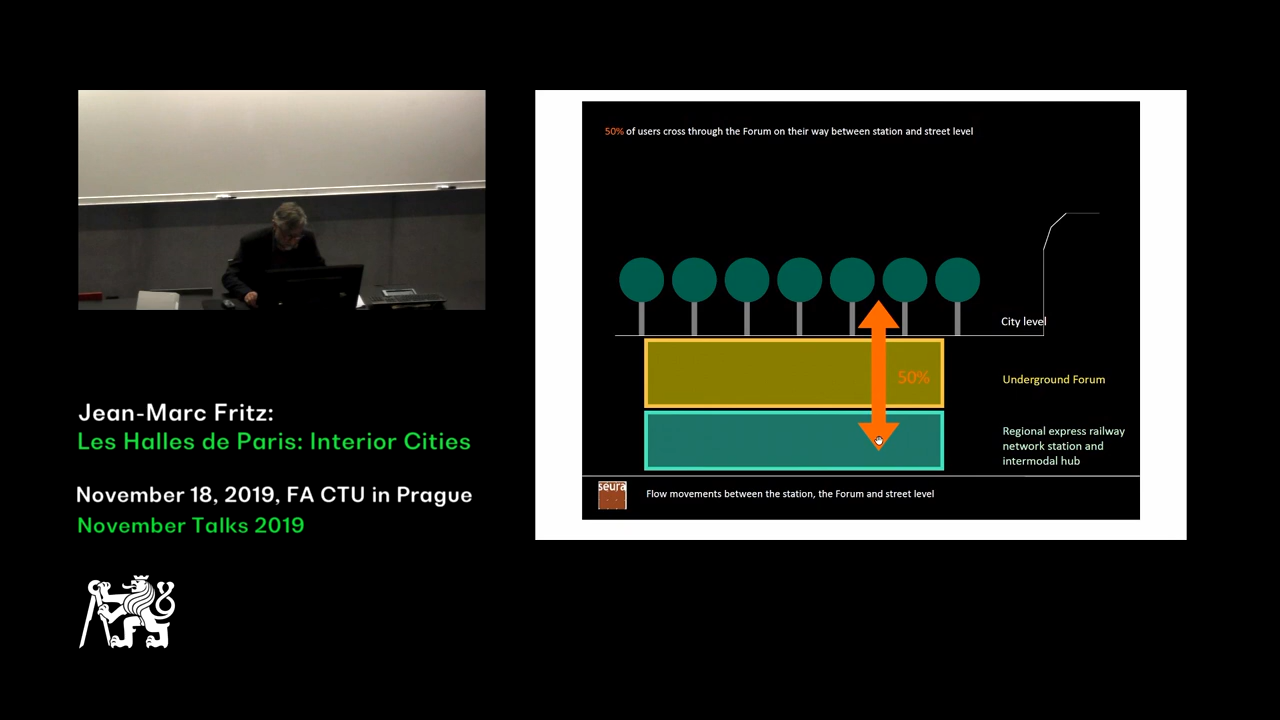 50% of users cross through the Forum on their way between station and street level
City level
50%
Underground Forum
Regional express railway
network station and
intermodal hub
seura
Flow movements between the station, the Forum and street level
Jean-Marc Fritz:
Les Halles de Paris: Interior Cities
November 18, 2019, FA CTU in Prague
November Talks 2019